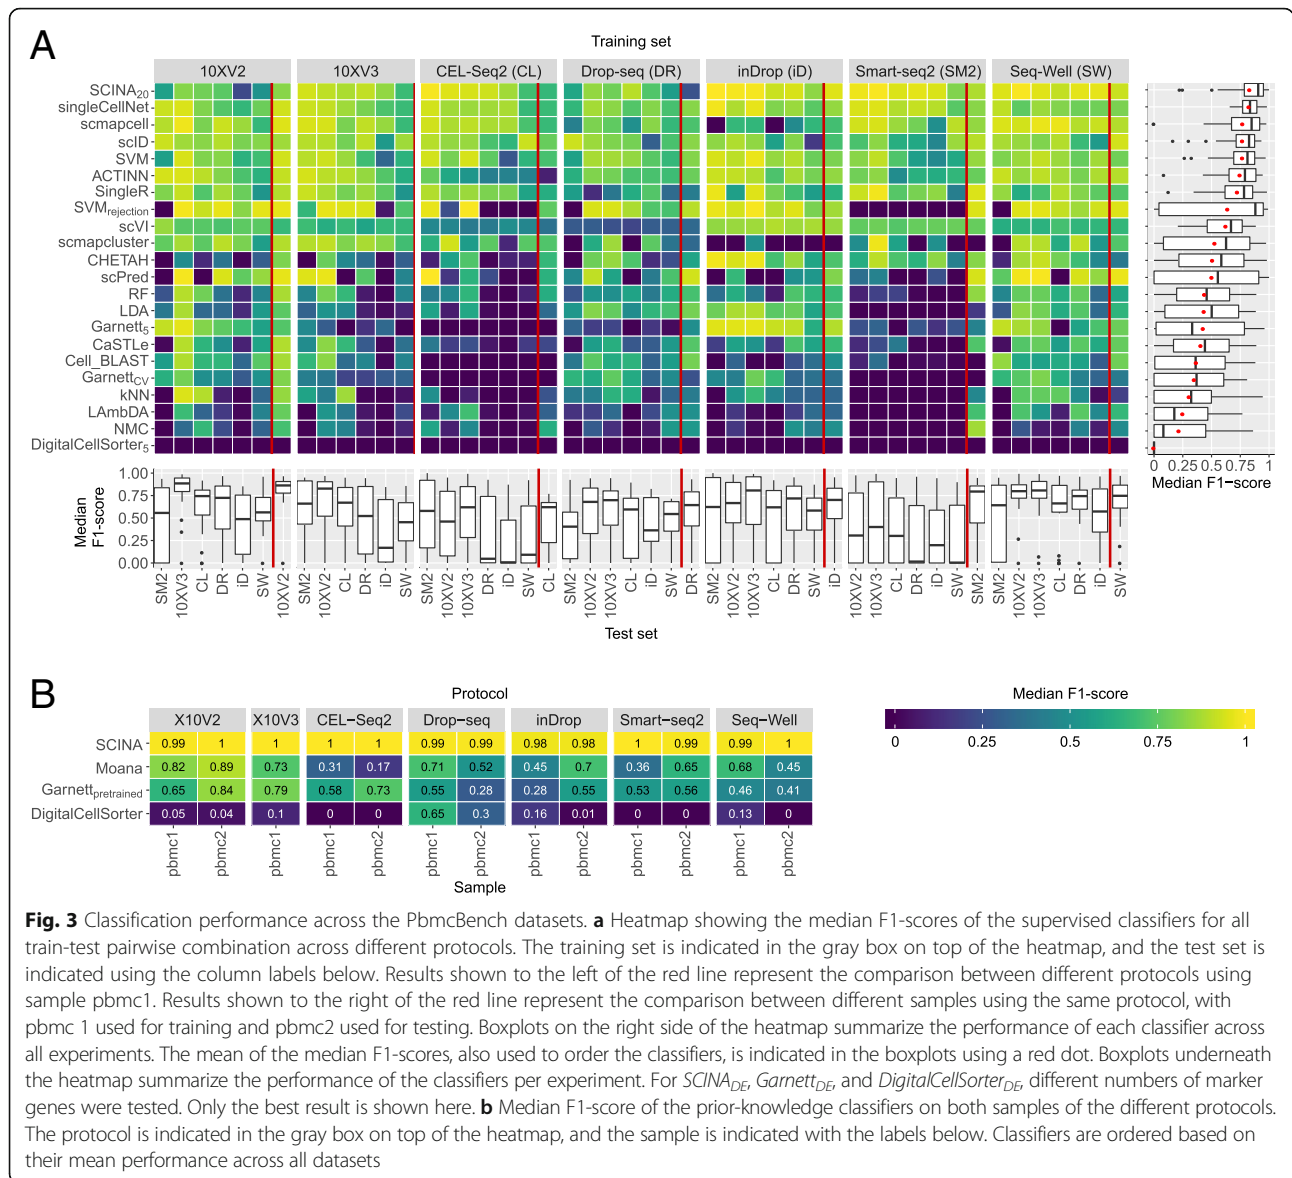 A
Training set
10XV2
10XV3
CEL-Seq2 (CL)
Drop-seq (DR)
inDrop (iD)
Smart-seq2 (SM2)
Seq-Well (SW)
SCINA20
singleCellNet
scmapcell
scID
SVM
ACTINN
SingleR
SVMrejection
scVI
scmapcluster
CHETAH
scPred
RF
LDA
Garnett5
CaSTLe
Cell_BLAST
GarnettCV
kNN
LAmbDA
NMC
DigitalCellSorter5
0 0.25 0.5 0.75 1
Median F1−score
Median
F1−score
1.00
0.75
0.50
0.25
0.00
SM2 10XV3 CL DR iD SW 10XV2
SM2 10XV2 CL DR iD SW
SM2 10XV2 10XV3 DR iD SW CL
SM2 10XV2 10XV3 CL iD SW DR
SM2 10XV2 10XV3 CL DR SW iD
10XV2 10XV3 CL DR iD SW SM2
SM2 10XV2 10XV3 CL DR iD SW
Test set
B
Protocol
X10V2 X10V3 CEL−Seq2 Drop−seq inDrop Smart−seq2 Seq−Well
SCINA 0.99 1 1 1 1 0.99 0.99 0.98 0.98 1 0.99 0.99 1
Moana 0.82 0.89 0.73 0.31 0.17 0.71 0.52 0.45 0.7 0.36 0.65 0.68 0.45
Garnettpretrained 0.65 0.84 0.79 0.58 0.73 0.55 0.28 0.28 0.55 0.53 0.56 0.46 0.41
DigitalCellSorter 0.05 0.04 0.1 0 0 0.65 0.3 0.16 0.01 0 0 0.13 0
pbmc1 pbmc2 pbmc1 pbmc1 pbmc2 pbmc1 pbmc2 pbmc1 pbmc2 pbmc1 pbmc2 pbmc1 pbmc2
Sample
Median F1-score
0 0.25 0.5 0.75 1
Fig. 3 Classification performance across the PbmcBench datasets. a Heatmap showing the median F1-scores of the supervised classifiers for all
train-test pairwise combination across different protocols. The training set is indicated in the gray box on top of the heatmap, and the test set is
indicated using the column labels below. Results shown to the left of the red line represent the comparison between different protocols using
sample pbmc1. Results shown to the right of the red line represent the comparison between different samples using the same protocol, with
pbmc 1 used for training and pbmc2 used for testing. Boxplots on the right side of the heatmap summarize the performance of each classifier across
all experiments. The mean of the median F1-scores, also used to order the classifiers, is indicated in the boxplots using a red dot. Boxplots underneath
the heatmap summarize the performance of the classifiers per experiment. For SCINADE, GarnettDE, and DigitalCellSorterDE, different numbers of marker
genes were tested. Only the best result is shown here. b Median F1-score of the prior-knowledge classifiers on both samples of the different protocols.
The protocol is indicated in the gray box on top of the heatmap, and the sample is indicated with the labels below. Classifiers are ordered based on
their mean performance across all datasets